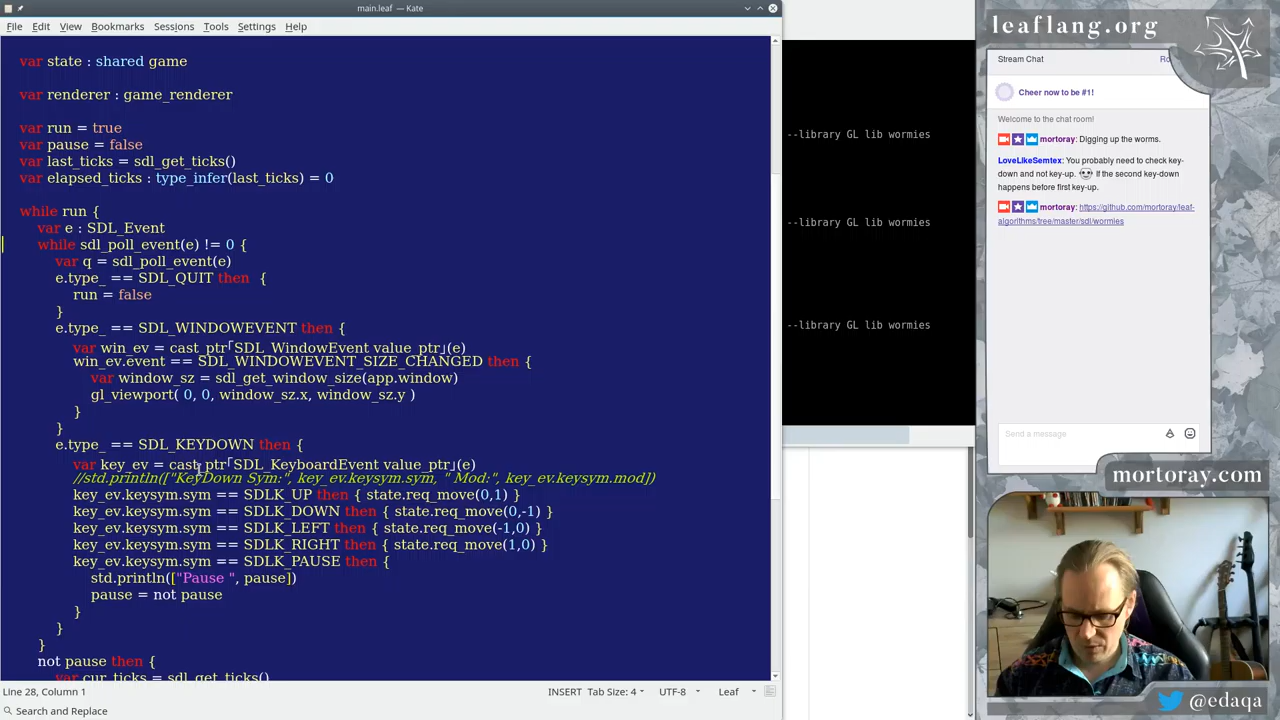 main.leaf — Kate
File Edit View Bookmarks Sessions Tools Settings Help
var state : shared game
var renderer : game_renderer
var run = true
var pause = false
var last_ticks = sdl_get_ticks()
var elapsed_ticks : type_infer(last_ticks) = 0
while run {
var e : SDL_Event
while sdl_poll_event(e) != 0 {
var q = sdl_poll_event(e)
e.type_ == SDL_QUIT then {
run = false
}
e.type_ == SDL_WINDOWEVENT then {
var win_ev = cast_ptr「SDL_WindowEvent value_ptr」(e)
win_ev.event == SDL_WINDOWEVENT_SIZE_CHANGED then {
var window_sz = sdl_get_window_size(app.window)
gl_viewport( 0, 0, window_sz.x, window_sz.y )
}
}
e.type_ == SDL_KEYDOWN then {
var key_ev = cast_ptr「SDL_KeyboardEvent value_ptr」(e)
//std.println(["KeyDown Sym:", key_ev.keysym.sym, " Mod:", key_ev.keysym.mod])
key_ev.keysym.sym == SDLK_UP then { state.req_move(0,1) }
key_ev.keysym.sym == SDLK_DOWN then { state.req_move(0,-1) }
key_ev.keysym.sym == SDLK_LEFT then { state.req_move(-1,0) }
key_ev.keysym.sym == SDLK_RIGHT then { state.req_move(1,0) }
key_ev.keysym.sym == SDLK_PAUSE then {
std.println(["Pause ", pause])
pause = not pause
}
}
}
not pause then {
var cur_ticks = sdl_get_ticks()
Line 28, Column 1 INSERT Tab Size: 4 UTF-8 Leaf
Search and Replace
--library GL lib wormies
--library GL lib wormies
--library GL lib wormies
leaflang.org
Stream Chat Ro
Cheer now to be #1!
Welcome to the chat room!
mortoray: Digging up the worms.
LoveLikeSemtex: You probably need to check key-
down and not key-up. If the second key-down
happens before first key-up.
mortoray: https://github.com/mortoray/leaf-
algorithms/tree/master/sdl/wormies
Send a message
mortoray.com
@edaqa